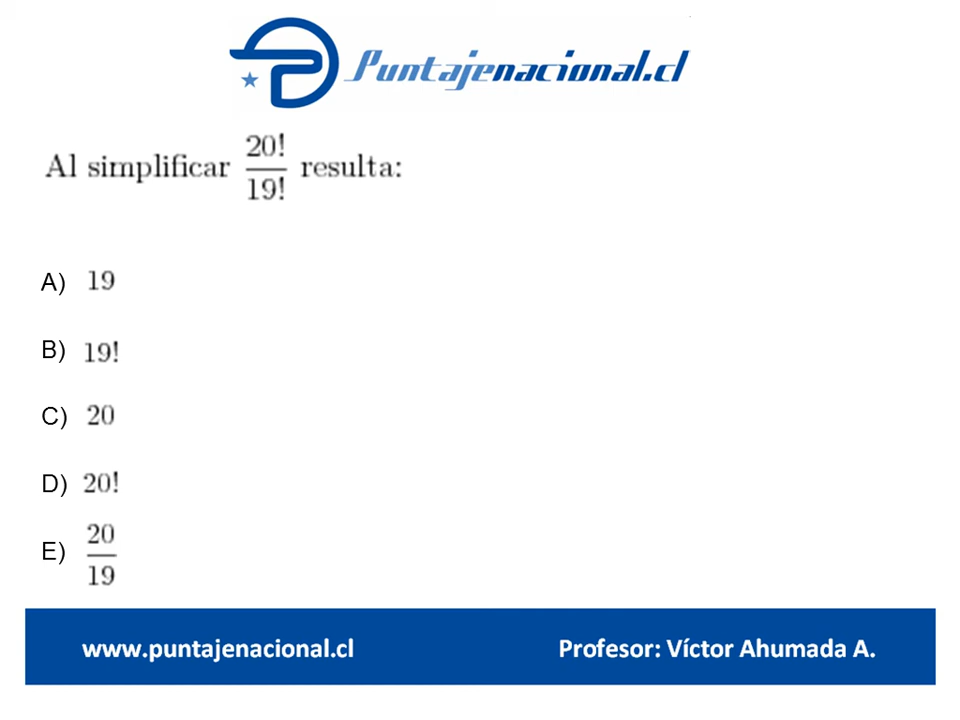 Puntajenacional.cl
Al simplificar 20!/19! resulta:
A) 19
B) 19!
C) 20
D) 20!
E) 20/19
www.puntajenacional.cl Profesor: Víctor Ahumada A.